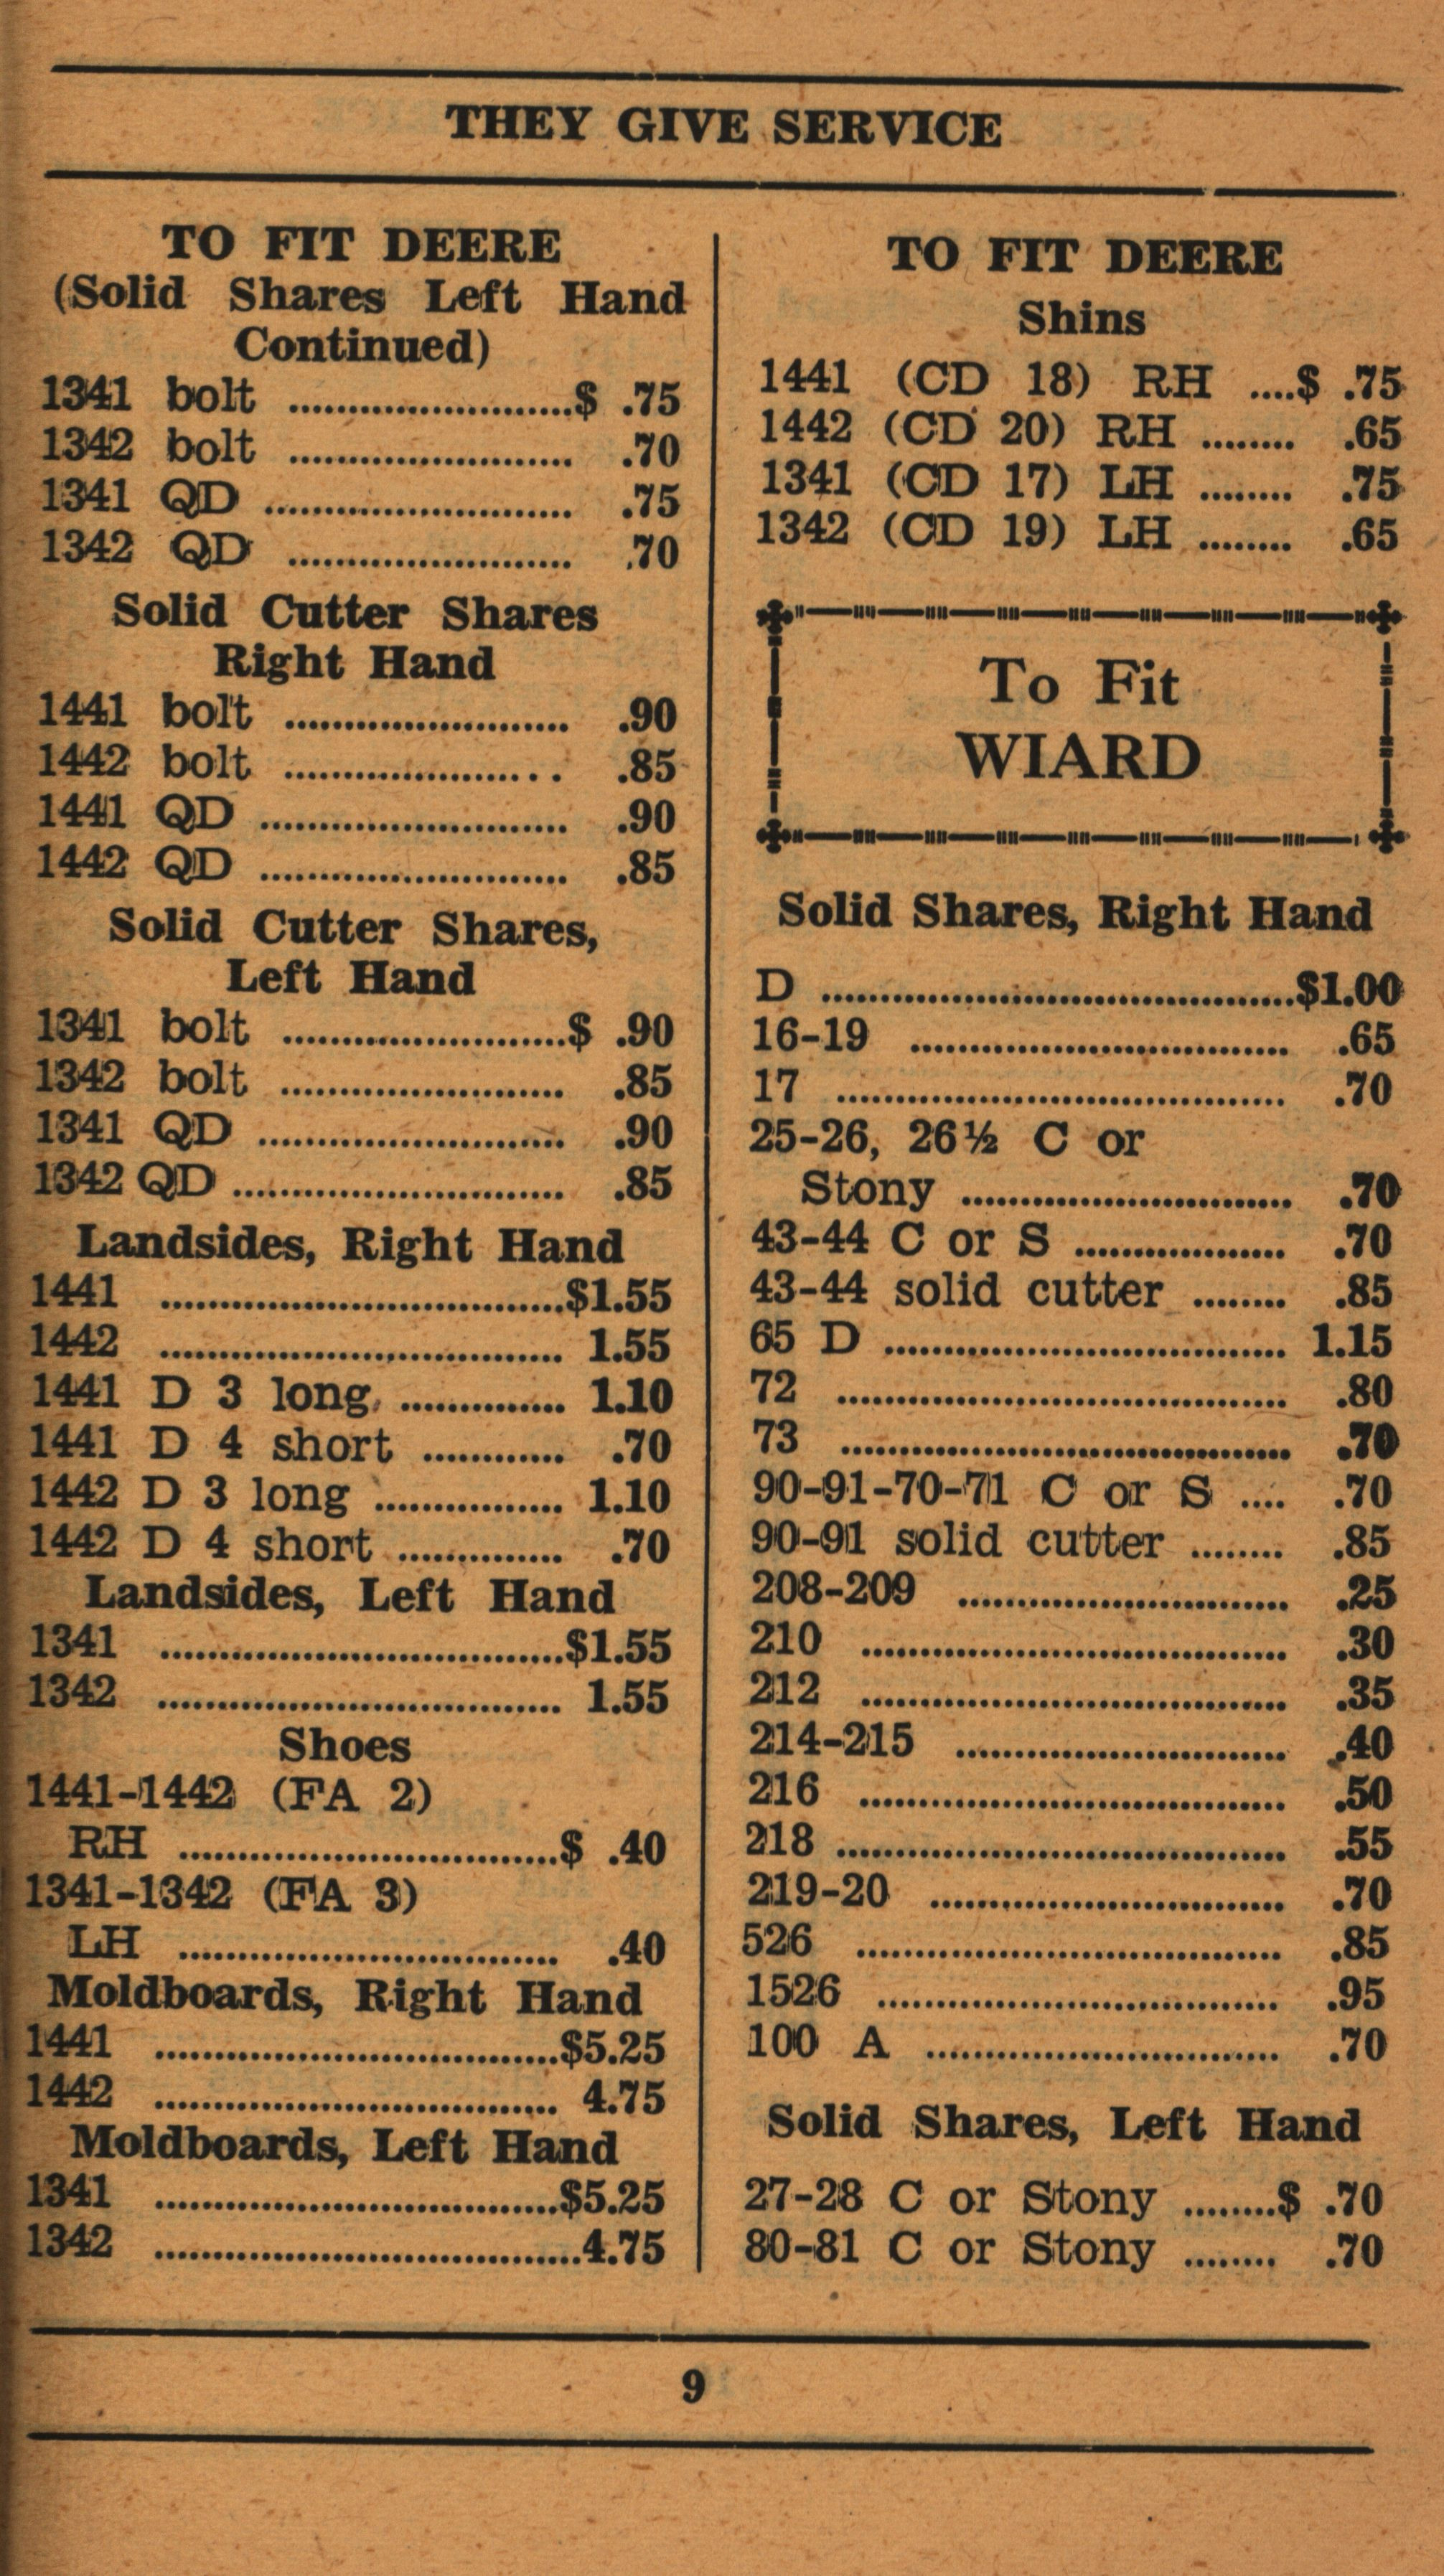 THEY GIVE SERVICE
TO FIT DEERE
(Solid Shares Left Hand
Continued)
1341 bolt ........................$ .75
1342 bolt ........................ .70
1341 QD .......................... .75
1342 QD ........................ .70
Solid Cutter Shares
Right Hand
1441 bolt ........................ .90
1442 bolt ...................... .85
1441 QD .......................... .90
1442 QD .......................... .85
Solid Cutter Shares,
Left Hand
1341 bolt ........................$ .90
1342 bolt ........................ .85
1341 QD .......................... .90
1342 QD ............................ .85
Landsides, Right Hand
1441 ..................................$1.55
1442 .................................. 1.55
1441 D 3 long, .............. 1.10
1441 D 4 short ............ .70
1442 D 3 long ................ 1.10
1442 D 4 short .............. .70
Landsides, Left Hand
1341 ..................................$1.55
1342 .................................. 1.55
Shoes
1441-1442 (FA 2)
RH ................................$ .40
1341-1342 (FA 3)
LH ................................ .40
Moldboards, Right Hand
1441 ..................................$5.25
1442 .................................. 4.75
Moldboards, Left Hand
1341 ..................................$5.25
1342 ....................................4.75
TO FIT DEERE
Shins
1441 (CD 18) RH ....$ .75
1442 (CD 20) RH ........ .65
1341 (CD 17) LH ........ .75
1342 (CD 19) LH ........ .65
To Fit
WIARD
Solid Shares, Right Hand
D ........................................$1.00
16-19 ................................ .65
17 ...................................... .70
25-26, 26½ C or
Stony ............................ .70
43-44 C or S .................. .70
43-44 solid cutter ........ .85
65 D .................................. 1.15
72 ...................................... .80
73 ...................................... .70
90-91-70-71 C or S .... .70
90-91 solid cutter ........ .85
208-209 ............................ .25
210 .................................... .30
212 .................................... .35
214-215 ............................ .40
216 .................................... .50
218 ...................................... .55
219-20 .............................. .70
526 .................................... .85
1526 .................................. .95
100 A .............................. .70
Solid Shares, Left Hand
27-28 C or Stony ........$ .70
80-81 C or Stony ........ .70
9